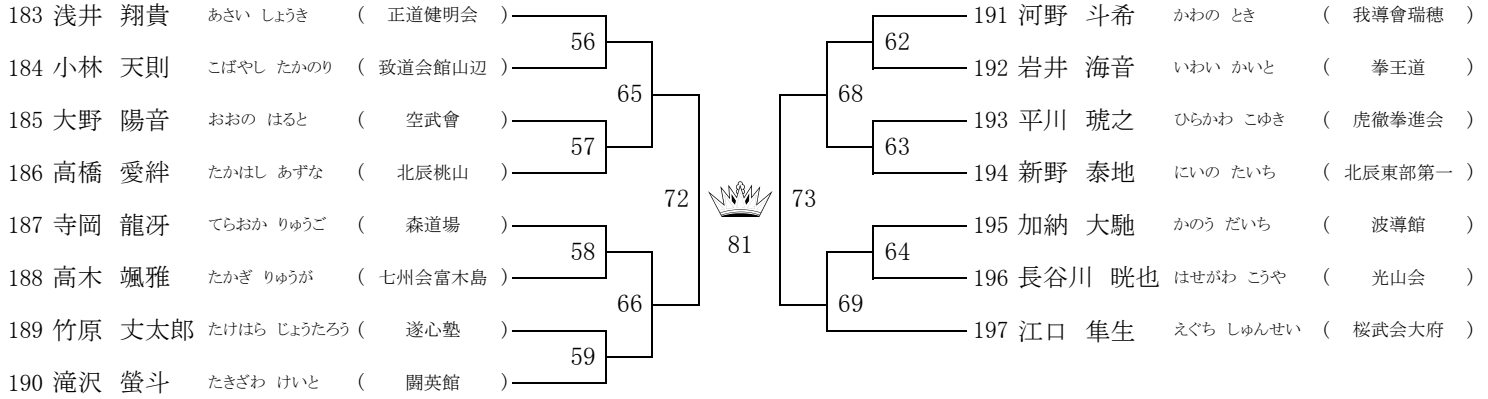 183 浅井 翔貴 あさい しょうき ( 正道健明会 )
56
184 小林 天則 こばやし たかのり ( 致道会館山辺 )
65
185 大野 陽音 おおの はると ( 空武會 )
57
186 高橋 愛絆 たかはし あずな ( 北辰桃山 )
72
187 寺岡 龍冴 てらおか りゅうご ( 森道場 )
58
188 高木 颯雅 たかぎ りゅうが ( 七州会富木島 )
66
189 竹原 丈太郎 たけはら じょうたろう ( 遂心塾 )
59
190 滝沢 螢斗 たきざわ けいと ( 闘英館 )
81
191 河野 斗希 かわの とき ( 我導會瑞穂 )
62
192 岩井 海音 いわい かいと ( 拳王道 )
68
193 平川 琥之 ひらかわ こゆき ( 虎徹拳進会 )
63
194 新野 泰地 にいの たいち ( 北辰東部第一 )
73
195 加納 大馳 かのう だいち ( 波導館 )
64
196 長谷川 晄也 はせがわ こうや ( 光山会 )
69
197 江口 隼生 えぐち しゅんせい ( 桜武会大府 )